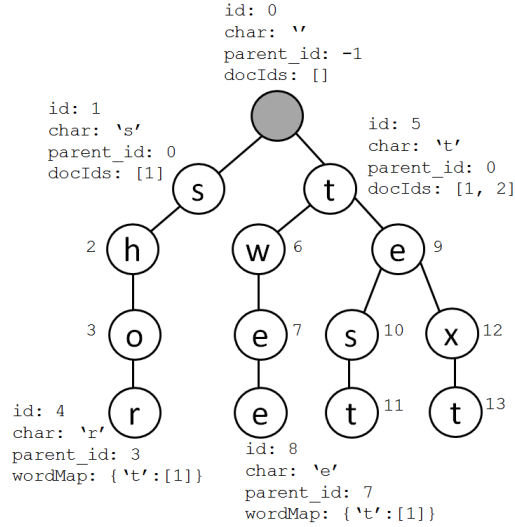 id: 0
char: ‘’
parent_id: -1
docIds: []
id: 1
char: ‘s’
parent_id: 0
docIds: [1]
id: 5
char: ‘t’
parent_id: 0
docIds: [1, 2]
s
t
2 h
w 6
e 9
3 o
e 7
s 10
x 12
r
e
t 11
t 13
id: 4
char: ‘r’
parent_id: 3
wordMap: {‘t’:[1]}
id: 8
char: ‘e’
parent_id: 7
wordMap: {‘t’:[1]}